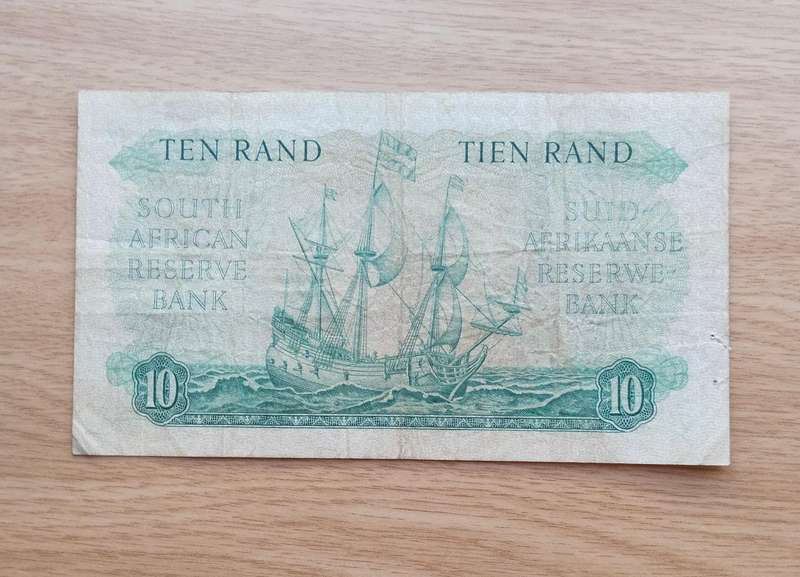 TEN RAND
TIEN RAND
SOUTH
AFRICAN
RESERVE
BANK
SUID-
AFRIKAANSE
RESERWE-
BANK
10
10